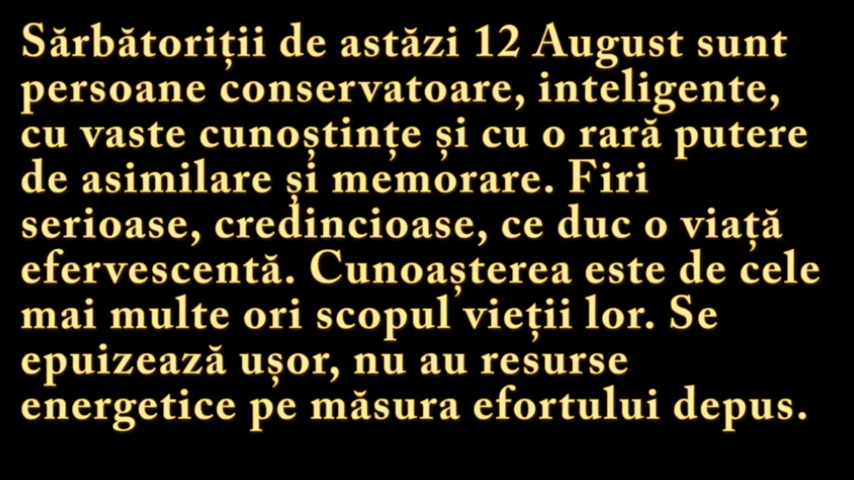 Sărbătoriții de astăzi 12 August sunt
persoane conservatoare, inteligente,
cu vaste cunoștințe și cu o rară putere
de asimilare și memorare. Firi
serioase, credincioase, ce duc o viață
efervescentă. Cunoașterea este de cele
mai multe ori scopul vieții lor. Se
epuizează ușor, nu au resurse
energetice pe măsura efortului depus.